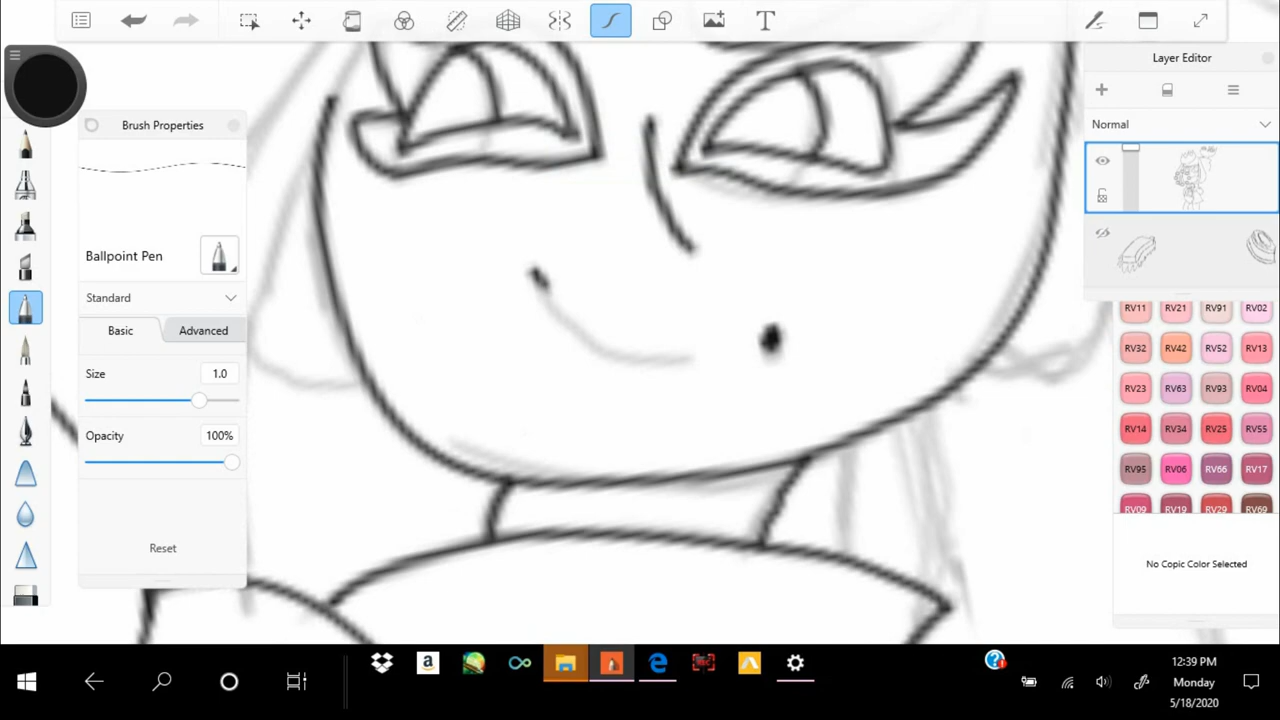 T
Layer Editor
Brush Properties
Normal
Ballpoint Pen
Standard
Basic
Advanced
Size
1.0
Opacity
100%
Reset
RV11
RV21
RV91
RV02
RV32
RV42
RV52
RV13
RV23
RV63
RV93
RV04
RV14
RV34
RV25
RV55
RV95
RV06
RV66
RV17
RV09
RV19
RV29
RV69
No Copic Color Selected
a
12:39 PM
Monday
5/18/2020